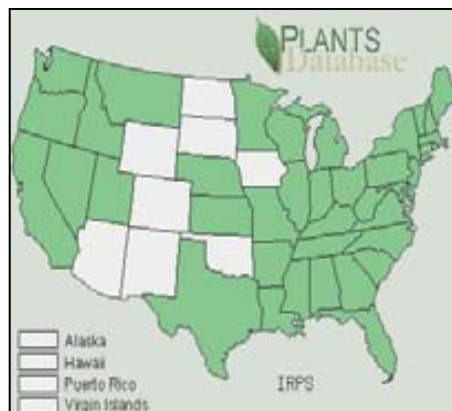 PLANTS
Database
Alaska
Hawaii
Puerto Rico
Virgin Islands
IRPS